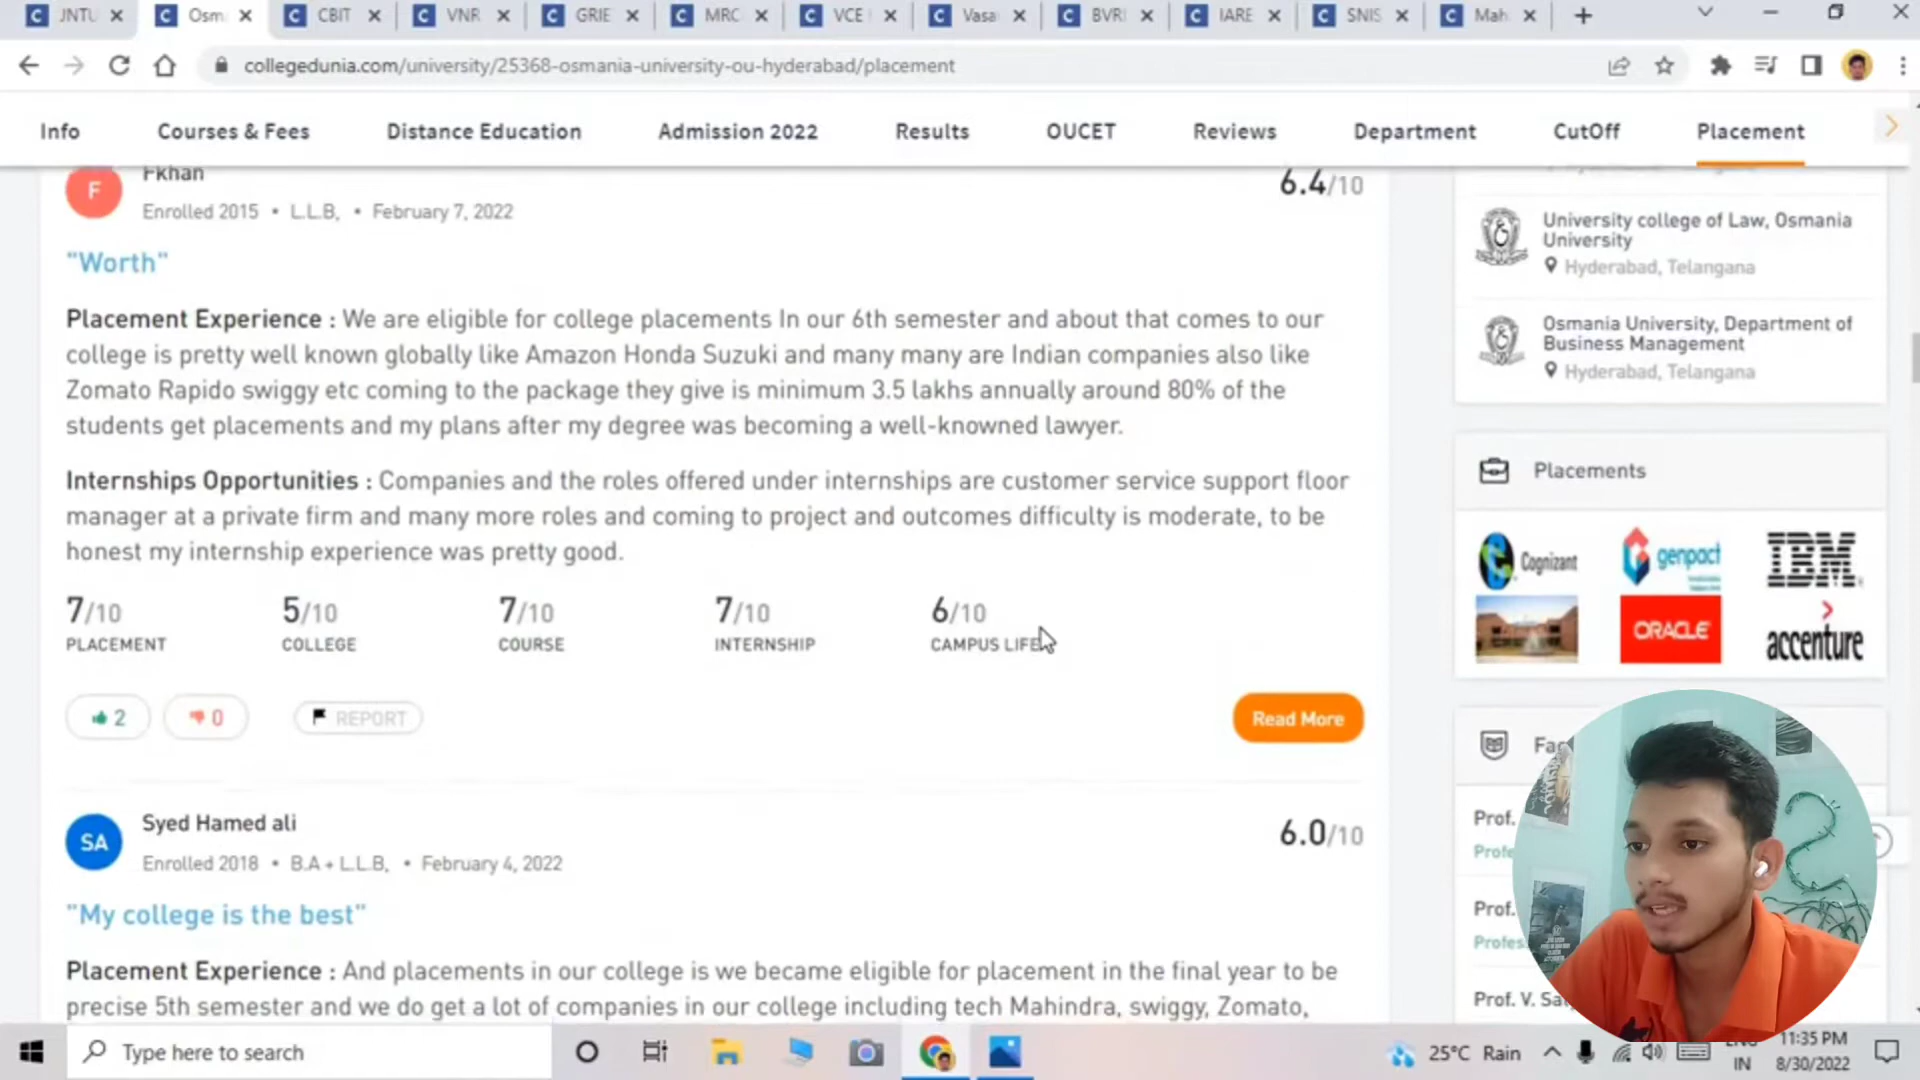 JNTU
Osm
CBIT
VNR
GRIE
MRC
VCE
Vasa
BVRI
IARE
SNIS
Mah
collegedunia.com/university/25368-osmania-university-ou-hyderabad/placement
Info
Courses & Fees
Distance Education
Admission 2022
Results
OUCET
Reviews
Department
CutOff
Placement
F
Fkhan
6.4/10
Enrolled 2015 • L.L.B, • February 7, 2022
"Worth"
Placement Experience : We are eligible for college placements In our 6th semester and about that comes to our
college is pretty well known globally like Amazon Honda Suzuki and many many are Indian companies also like
Zomato Rapido swiggy etc coming to the package they give is minimum 3.5 lakhs annually around 80% of the
students get placements and my plans after my degree was becoming a well-knowned lawyer.
Internships Opportunities : Companies and the roles offered under internships are customer service support floor
manager at a private firm and many more roles and coming to project and outcomes difficulty is moderate, to be
honest my internship experience was pretty good.
7/10
PLACEMENT
5/10
COLLEGE
7/10
COURSE
7/10
INTERNSHIP
6/10
CAMPUS LIFE
2
0
REPORT
Read More
SA
Syed Hamed ali
6.0/10
Enrolled 2018 • B.A + L.L.B, • February 4, 2022
"My college is the best"
Placement Experience : And placements in our college is we became eligible for placement in the final year to be
precise 5th semester and we do get a lot of companies in our college including tech Mahindra, swiggy, Zomato,
University college of Law, Osmania
University
Hyderabad, Telangana
Osmania University, Department of
Business Management
Hyderabad, Telangana
Placements
Cognizant
genpact
IBM
ORACLE
accenture
Fac
Prof.
Profe
Prof.
Profes
Prof. V. Sat
Type here to search
25°C Rain
ENG
IN
11:35 PM
8/30/2022